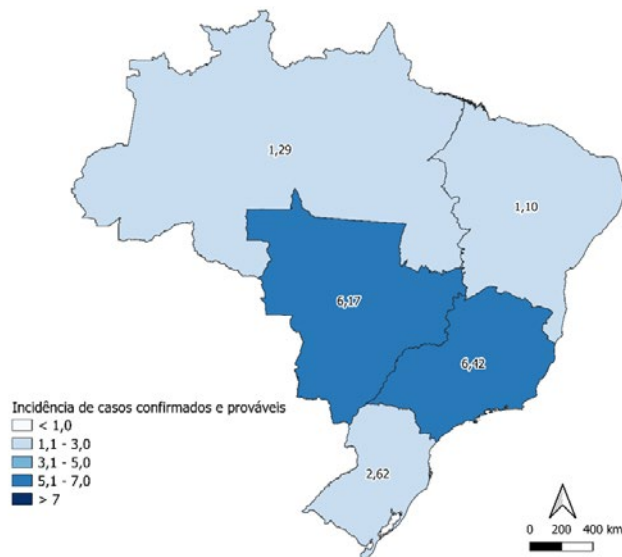 1,29
1,10
6,17
6,42
2,62
Incidência de casos confirmados e prováveis
< 1,0
1,1 - 3,0
3,1 - 5,0
5,1 - 7,0
> 7
0 200 400 km